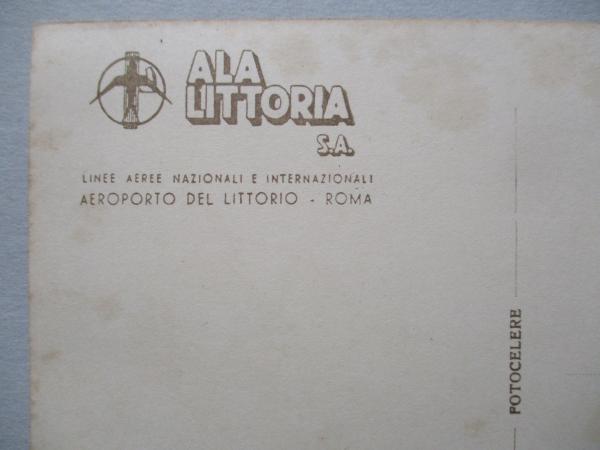 ALA
LITTORIA
S.A.
LINEE AEREE NAZIONALI E INTERNAZIONALI
AEROPORTO DEL LITTORIO - ROMA
FOTOCELERE